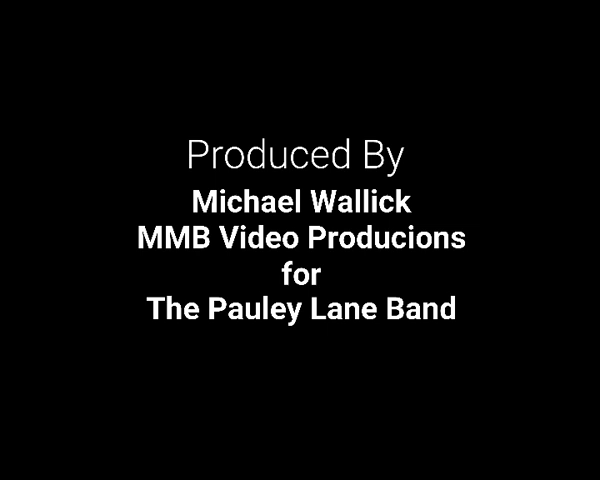 Produced By
Michael Wallick
MMB Video Producions
for
The Pauley Lane Band